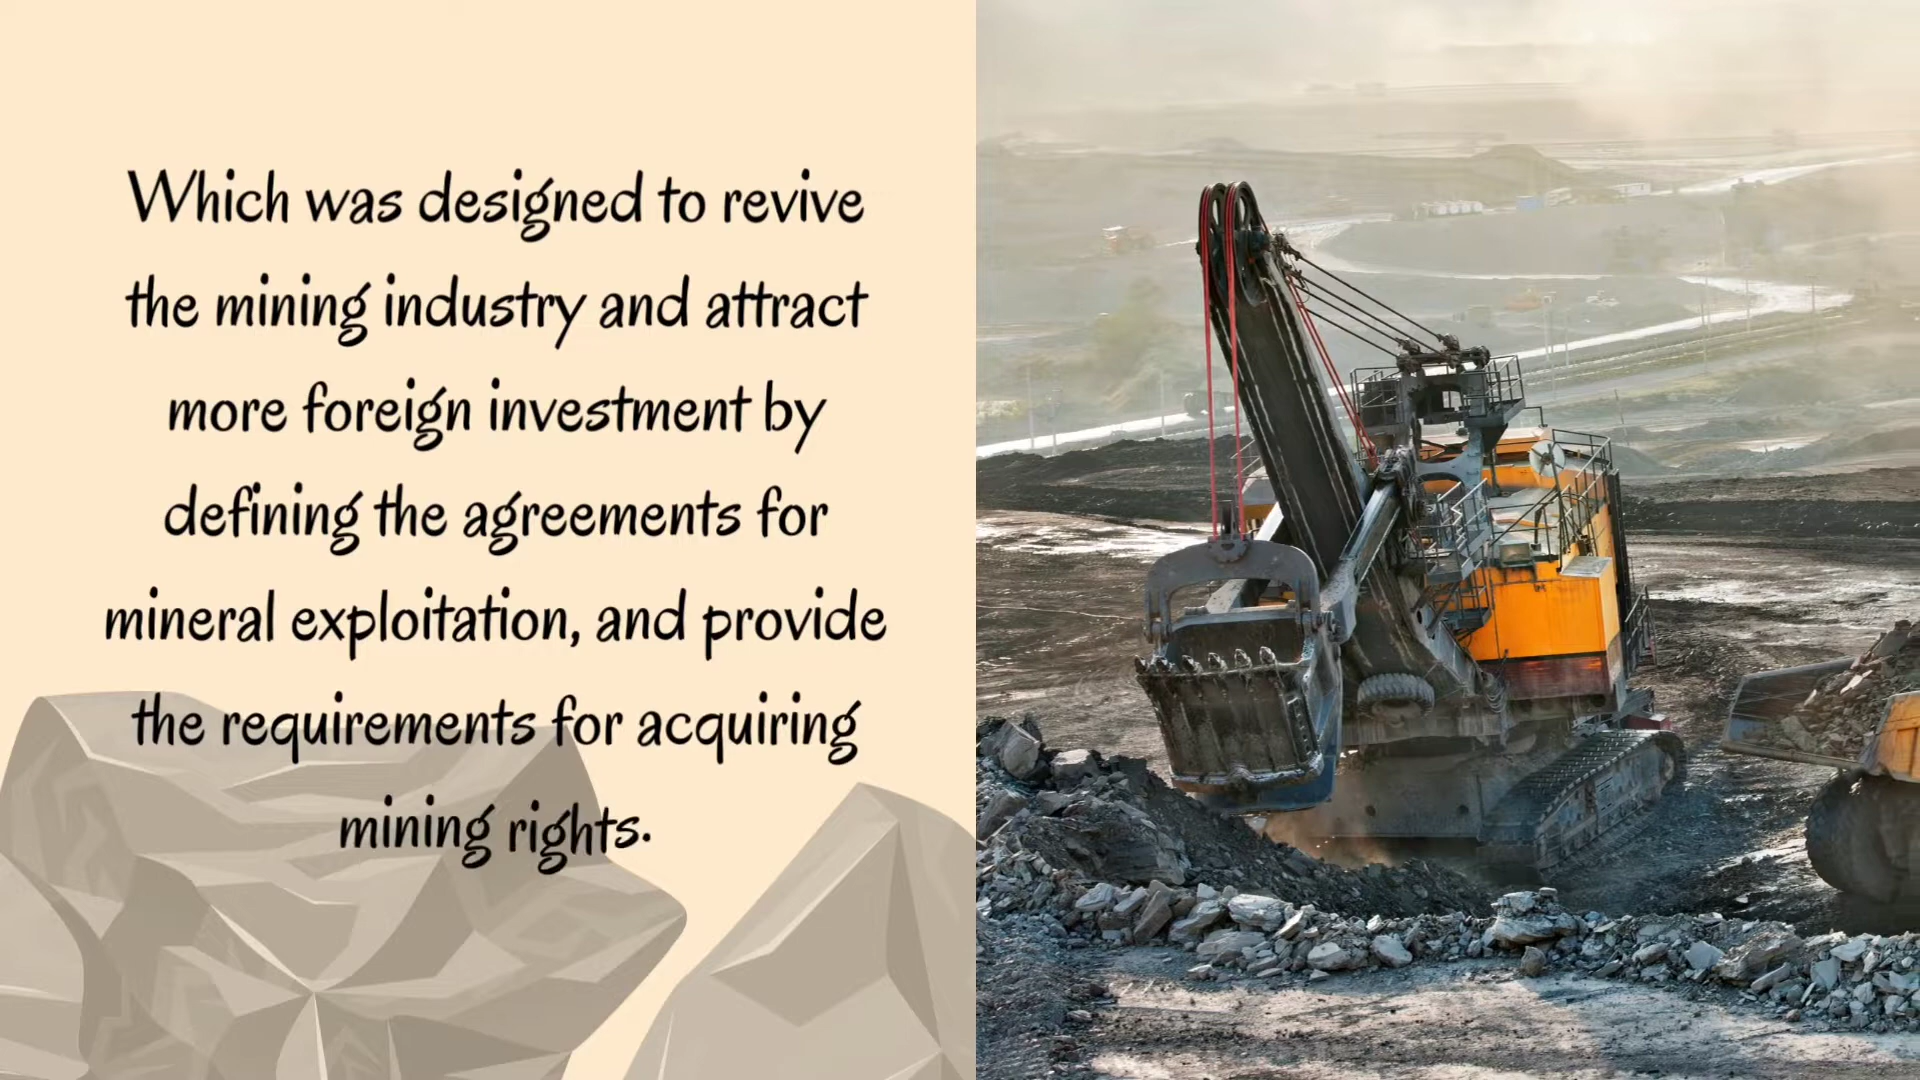 Which was designed to revive
the mining industry and attract
more foreign investment by
defining the agreements for
mineral exploitation, and provide
the requirements for acquiring
mining rights.